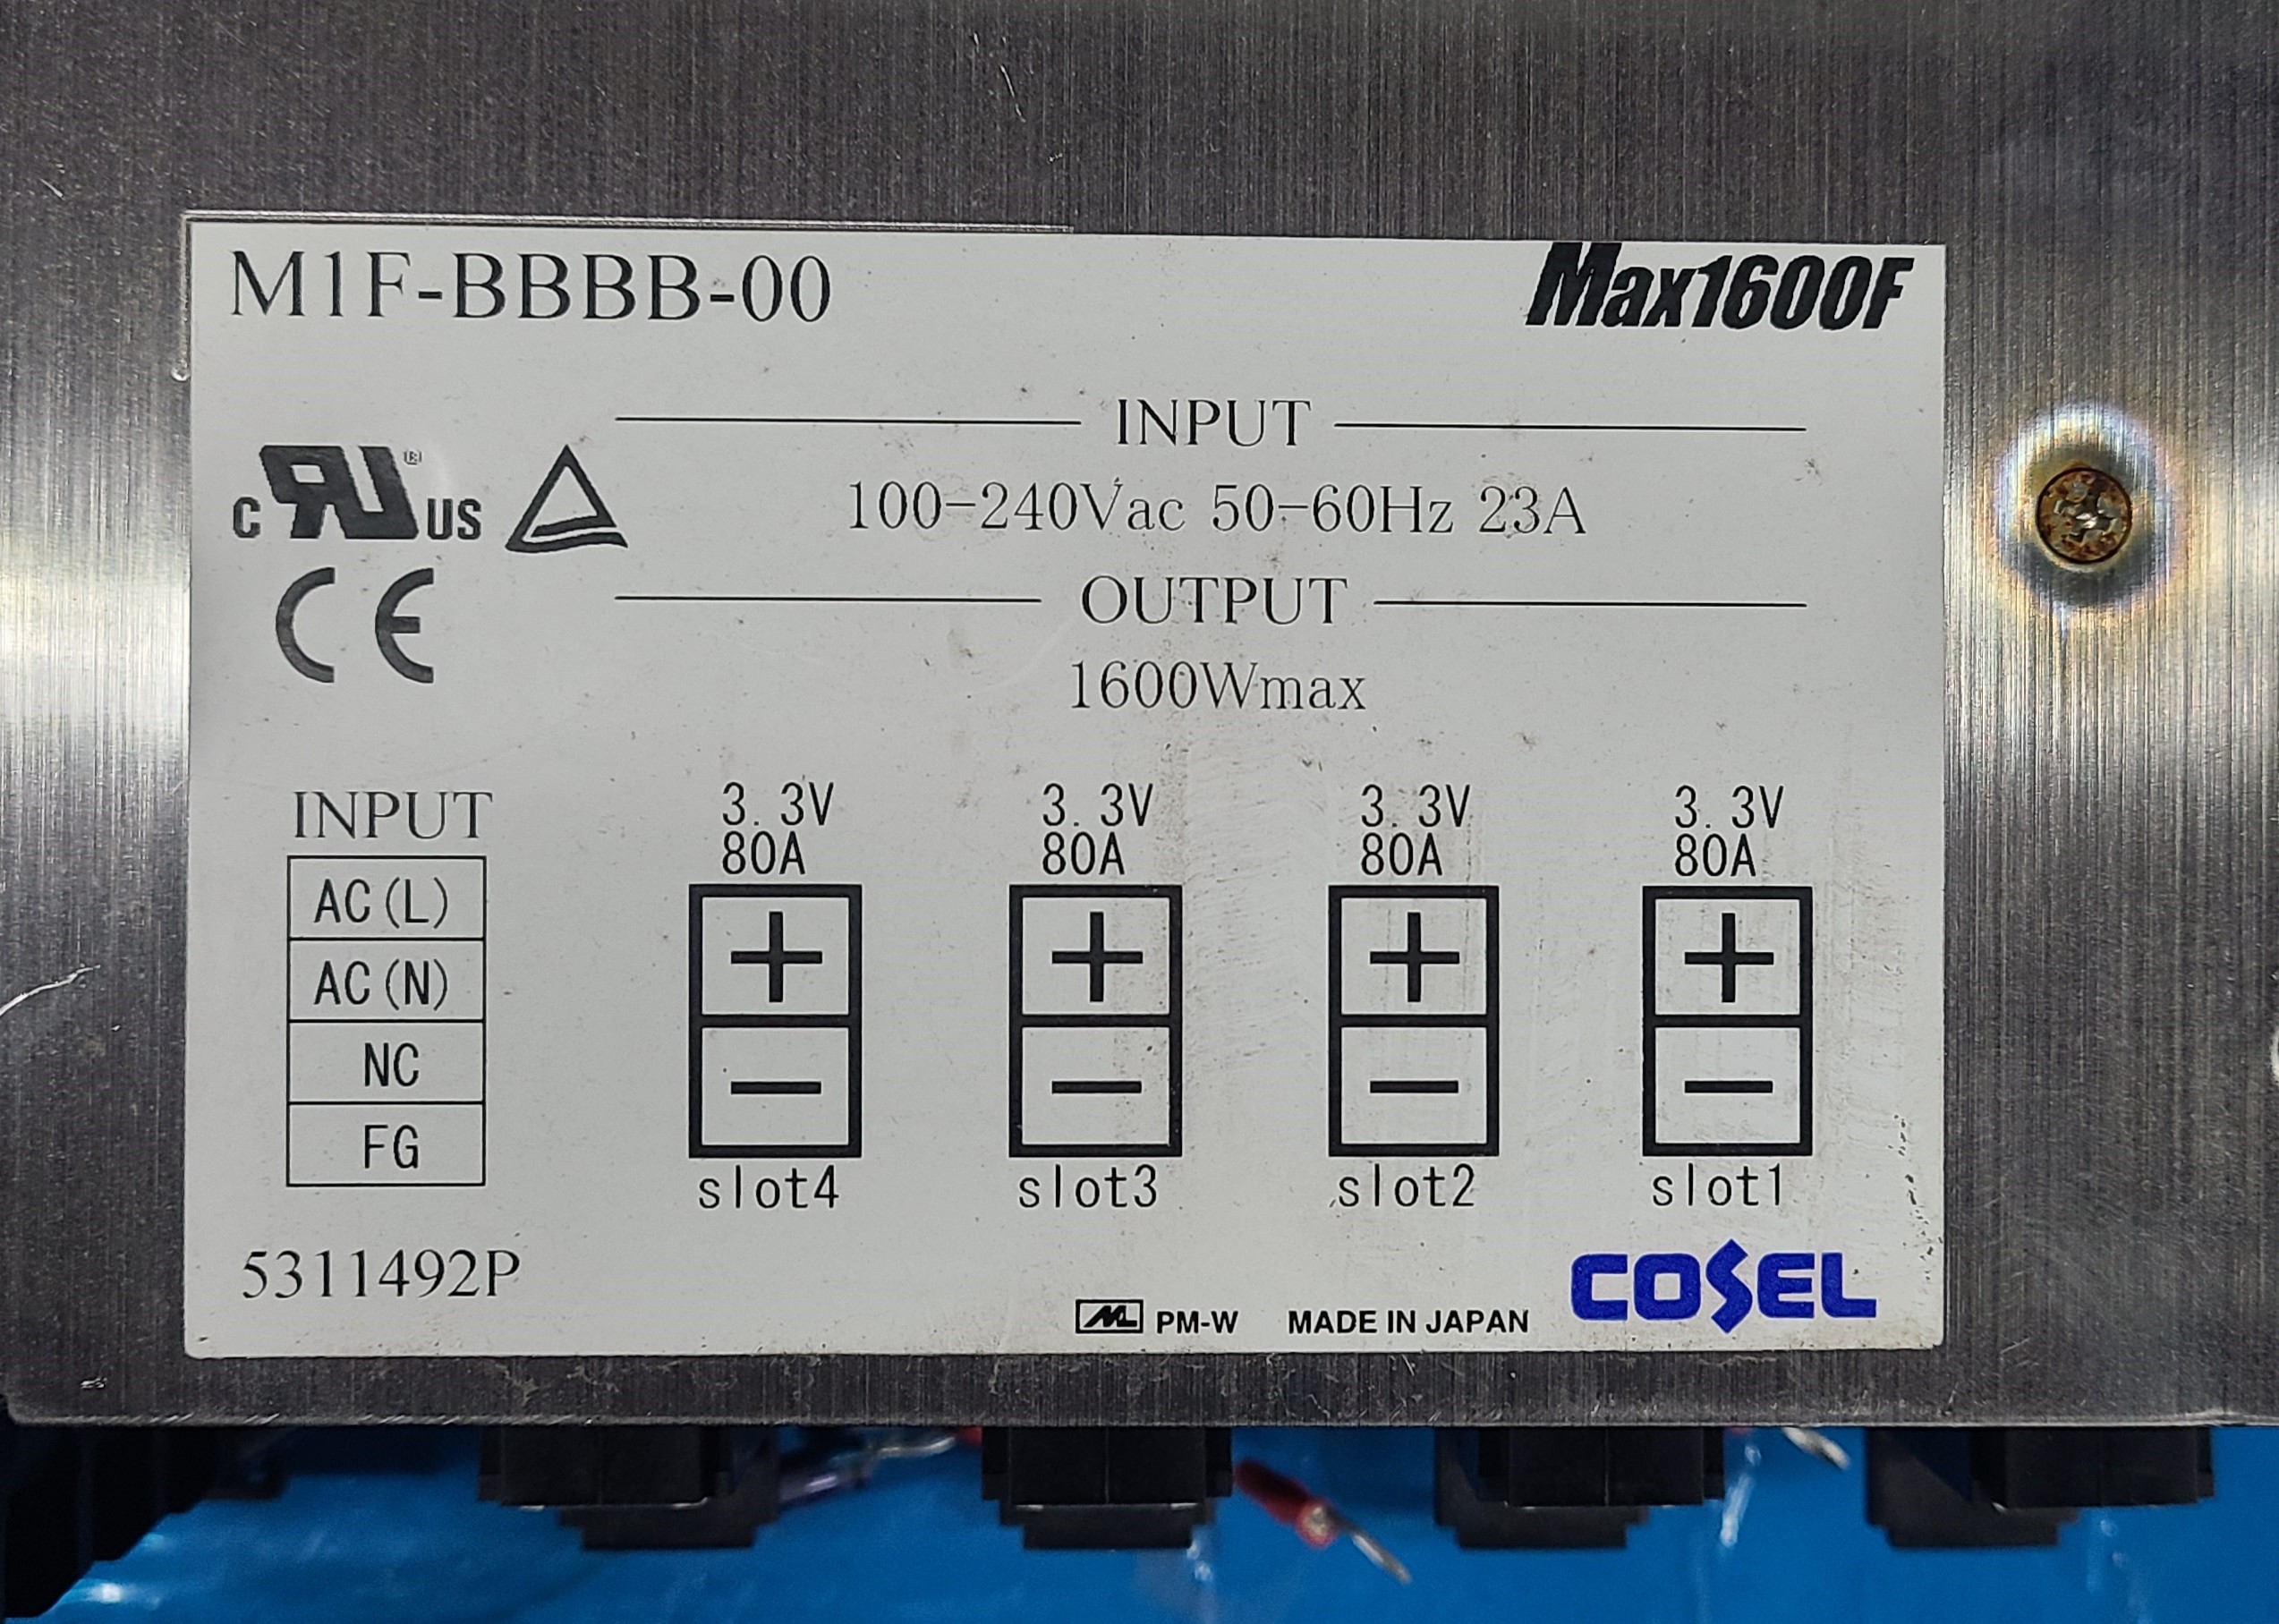 M1F-BBBB-00
Max1600F
INPUT
100-240Vac 50-60Hz 23A
OUTPUT
1600Wmax
c RU® US
CE
INPUT
AC(L)
AC(N)
NC
FG
3.3V 3.3V 3.3V 3.3V
80A 80A 80A 80A
+ + + +
- - - -
slot4 slot3 slot2 slot1
5311492P
PM-W MADE IN JAPAN COSEL